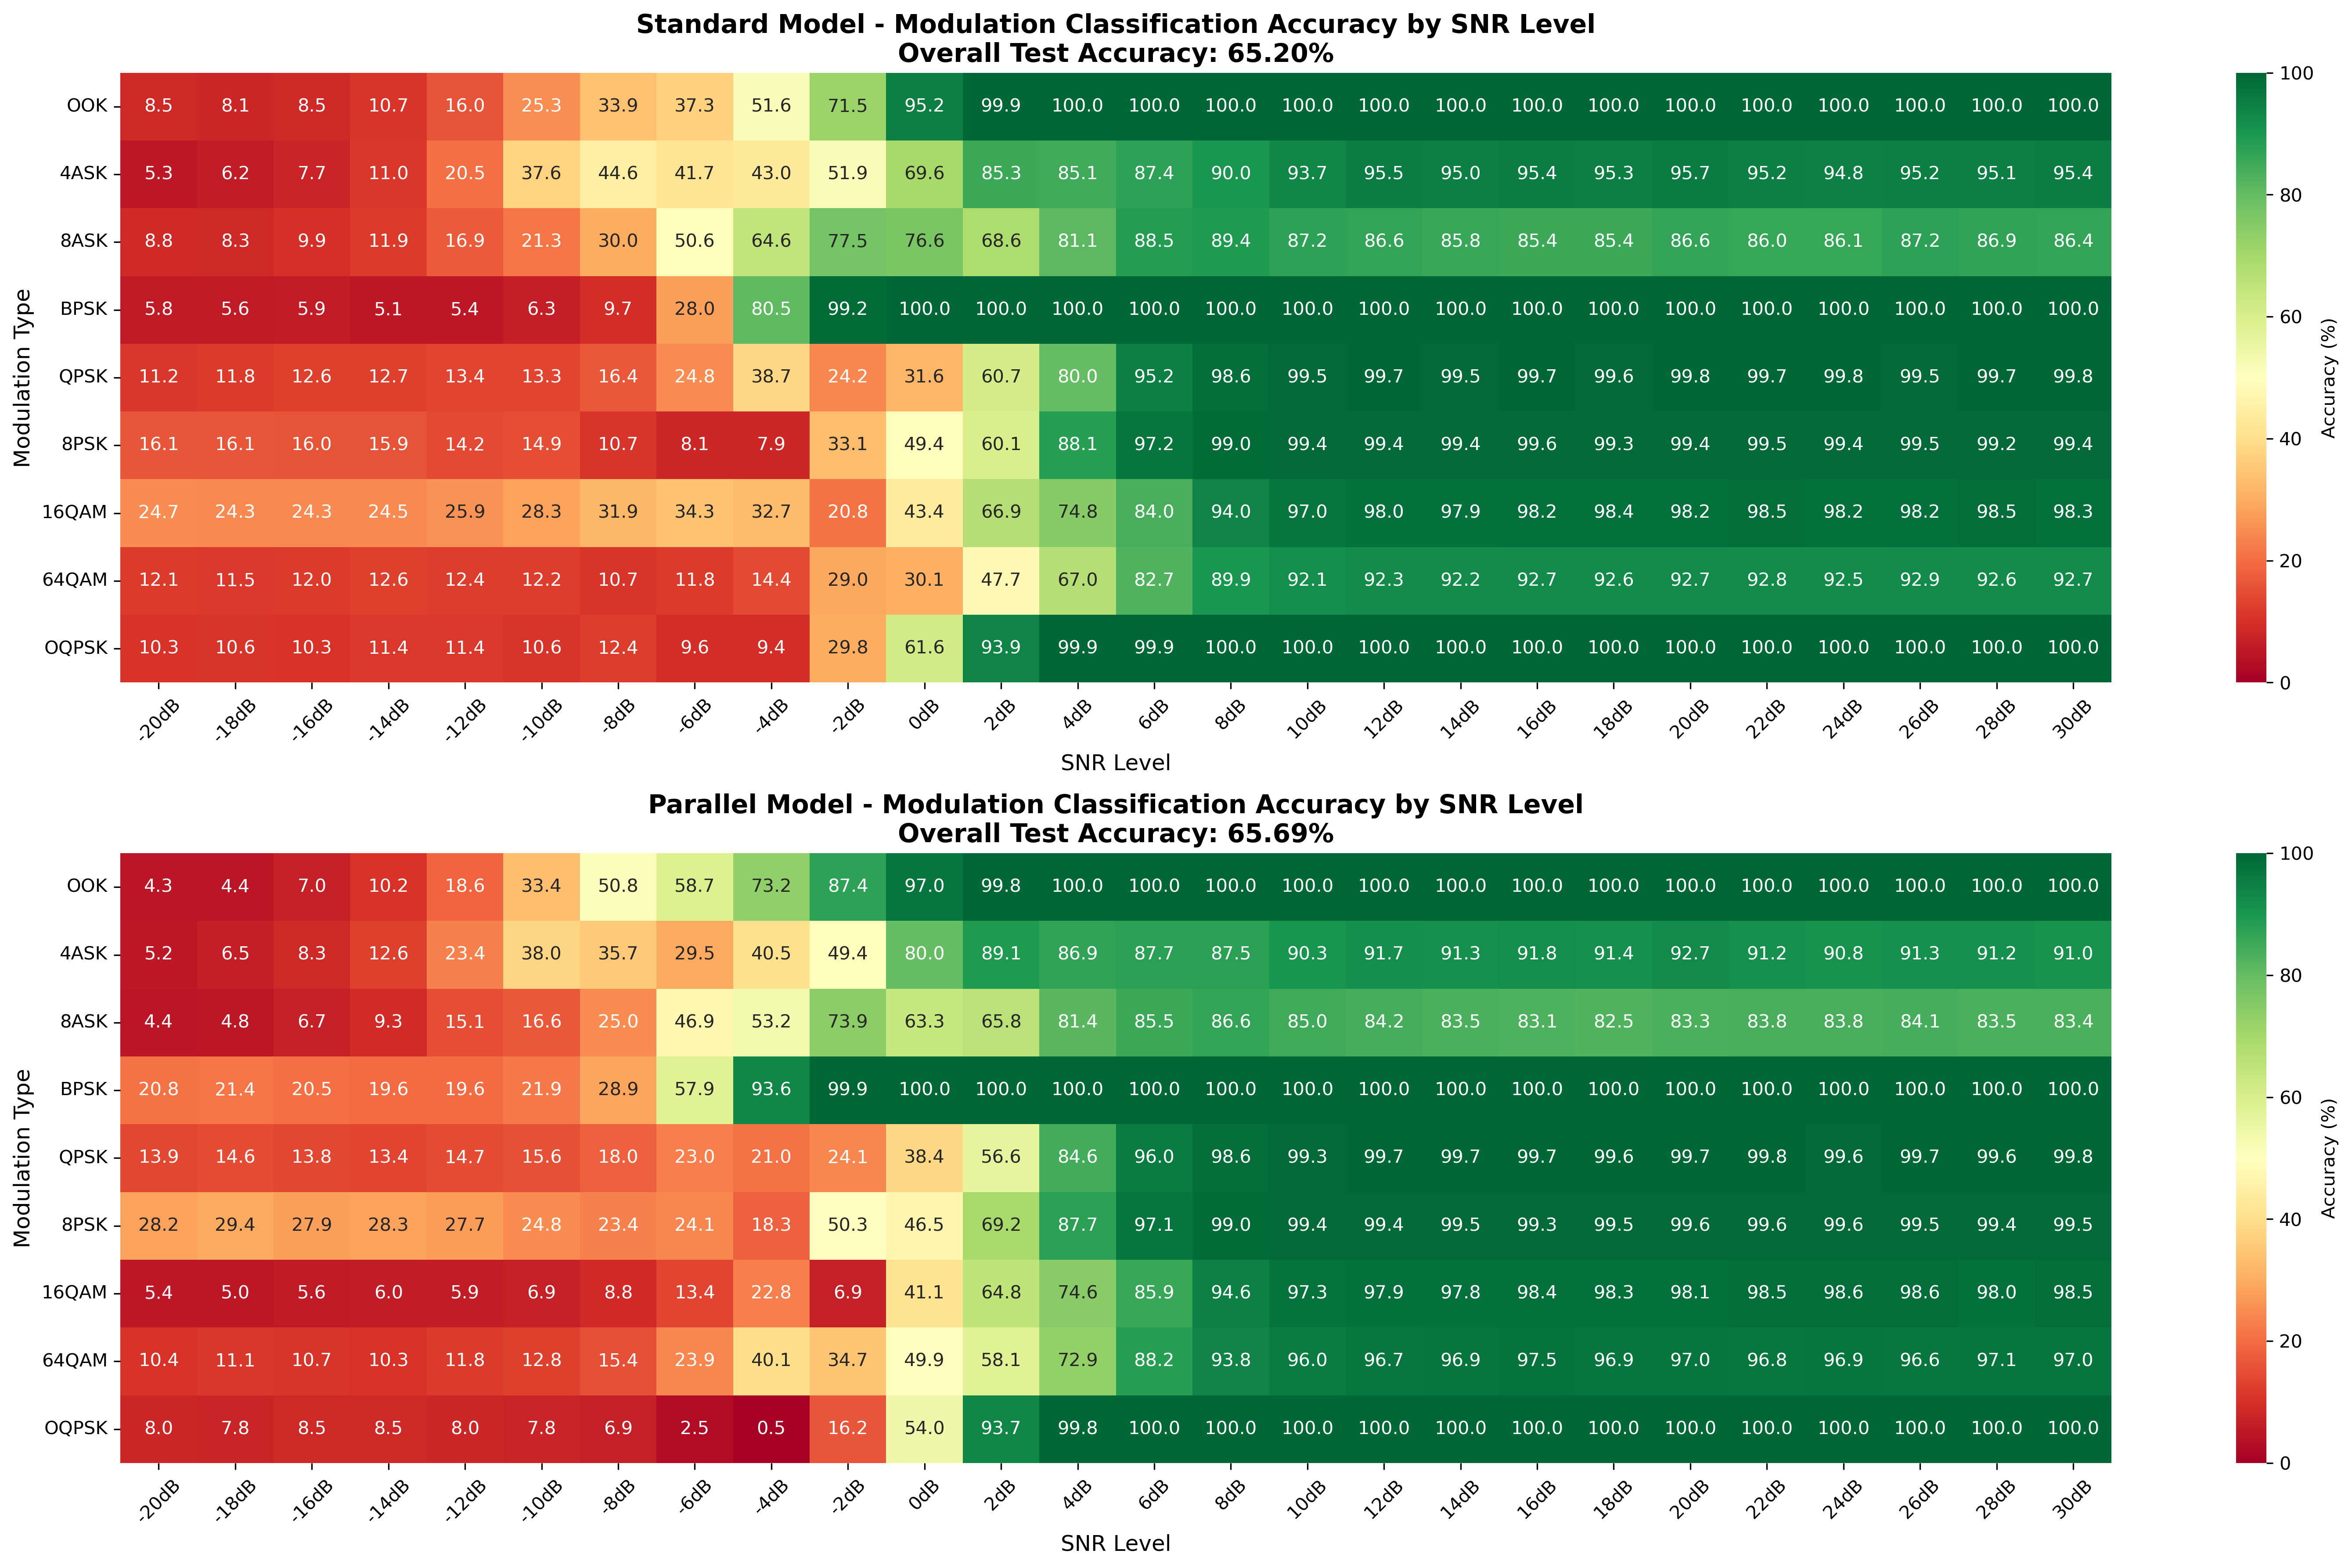 Standard Model - Modulation Classification Accuracy by SNR Level
Overall Test Accuracy: 65.20%
OOK 8.5 8.1 8.5 10.7 16.0 25.3 33.9 37.3 51.6 71.5 95.2 99.9 100.0 100.0 100.0 100.0 100.0 100.0 100.0 100.0 100.0 100.0 100.0 100.0 100.0 100.0
4ASK 5.3 6.2 7.7 11.0 20.5 37.6 44.6 41.7 43.0 51.9 69.6 85.3 85.1 87.4 90.0 93.7 95.5 95.0 95.4 95.3 95.7 95.2 94.8 95.2 95.1 95.4
8ASK 8.8 8.3 9.9 11.9 16.9 21.3 30.0 50.6 64.6 77.5 76.6 68.6 81.1 88.5 89.4 87.2 86.6 85.8 85.4 85.4 86.6 86.0 86.1 87.2 86.9 86.4
BPSK 5.8 5.6 5.9 5.1 5.4 6.3 9.7 28.0 80.5 99.2 100.0 100.0 100.0 100.0 100.0 100.0 100.0 100.0 100.0 100.0 100.0 100.0 100.0 100.0 100.0 100.0
QPSK 11.2 11.8 12.6 12.7 13.4 13.3 16.4 24.8 38.7 24.2 31.6 60.7 80.0 95.2 98.6 99.5 99.7 99.5 99.7 99.6 99.8 99.7 99.8 99.5 99.7 99.8
8PSK 16.1 16.1 16.0 15.9 14.2 14.9 10.7 8.1 7.9 33.1 49.4 60.1 88.1 97.2 99.0 99.4 99.4 99.4 99.6 99.3 99.4 99.5 99.4 99.5 99.2 99.4
16QAM 24.7 24.3 24.3 24.5 25.9 28.3 31.9 34.3 32.7 20.8 43.4 66.9 74.8 84.0 94.0 97.0 98.0 97.9 98.2 98.4 98.2 98.5 98.2 98.2 98.5 98.3
64QAM 12.1 11.5 12.0 12.6 12.4 12.2 10.7 11.8 14.4 29.0 30.1 47.7 67.0 82.7 89.9 92.1 92.3 92.2 92.7 92.6 92.7 92.8 92.5 92.9 92.6 92.7
OQPSK 10.3 10.6 10.3 11.4 11.4 10.6 12.4 9.6 9.4 29.8 61.6 93.9 99.9 99.9 100.0 100.0 100.0 100.0 100.0 100.0 100.0 100.0 100.0 100.0 100.0 100.0
-20dB -18dB -16dB -14dB -12dB -10dB -8dB -6dB -4dB -2dB 0dB 2dB 4dB 6dB 8dB 10dB 12dB 14dB 16dB 18dB 20dB 22dB 24dB 26dB 28dB 30dB
SNR Level
Modulation Type
100
80
60
40
20
0
Accuracy (%)
Parallel Model - Modulation Classification Accuracy by SNR Level
Overall Test Accuracy: 65.69%
OOK 4.3 4.4 7.0 10.2 18.6 33.4 50.8 58.7 73.2 87.4 97.0 99.8 100.0 100.0 100.0 100.0 100.0 100.0 100.0 100.0 100.0 100.0 100.0 100.0 100.0 100.0
4ASK 5.2 6.5 8.3 12.6 23.4 38.0 35.7 29.5 40.5 49.4 80.0 89.1 86.9 87.7 87.5 90.3 91.7 91.3 91.8 91.4 92.7 91.2 90.8 91.3 91.2 91.0
8ASK 4.4 4.8 6.7 9.3 15.1 16.6 25.0 46.9 53.2 73.9 63.3 65.8 81.4 85.5 86.6 85.0 84.2 83.5 83.1 82.5 83.3 83.8 83.8 84.1 83.5 83.4
BPSK 20.8 21.4 20.5 19.6 19.6 21.9 28.9 57.9 93.6 99.9 100.0 100.0 100.0 100.0 100.0 100.0 100.0 100.0 100.0 100.0 100.0 100.0 100.0 100.0 100.0 100.0
QPSK 13.9 14.6 13.8 13.4 14.7 15.6 18.0 23.0 21.0 24.1 38.4 56.6 84.6 96.0 98.6 99.3 99.7 99.7 99.7 99.6 99.7 99.8 99.6 99.7 99.6 99.8
8PSK 28.2 29.4 27.9 28.3 27.7 24.8 23.4 24.1 18.3 50.3 46.5 69.2 87.7 97.1 99.0 99.4 99.4 99.5 99.3 99.5 99.6 99.6 99.6 99.5 99.4 99.5
16QAM 5.4 5.0 5.6 6.0 5.9 6.9 8.8 13.4 22.8 6.9 41.1 64.8 74.6 85.9 94.6 97.3 97.9 97.8 98.4 98.3 98.1 98.5 98.6 98.6 98.0 98.5
64QAM 10.4 11.1 10.7 10.3 11.8 12.8 15.4 23.9 40.1 34.7 49.9 58.1 72.9 88.2 93.8 96.0 96.7 96.9 97.5 96.9 97.0 96.8 96.9 96.6 97.1 97.0
OQPSK 8.0 7.8 8.5 8.5 8.0 7.8 6.9 2.5 0.5 16.2 54.0 93.7 99.8 100.0 100.0 100.0 100.0 100.0 100.0 100.0 100.0 100.0 100.0 100.0 100.0 100.0
-20dB -18dB -16dB -14dB -12dB -10dB -8dB -6dB -4dB -2dB 0dB 2dB 4dB 6dB 8dB 10dB 12dB 14dB 16dB 18dB 20dB 22dB 24dB 26dB 28dB 30dB
SNR Level
Modulation Type
100
80
60
40
20
0
Accuracy (%)